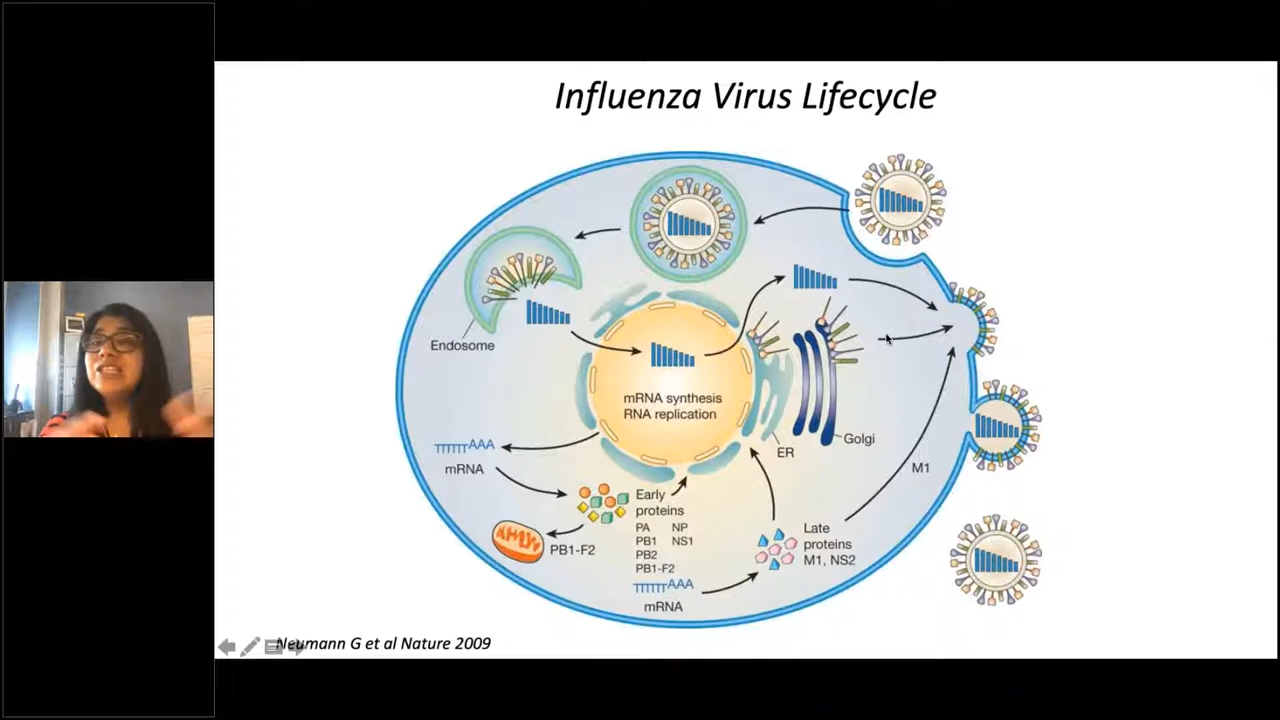 Influenza Virus Lifecycle
Endosome
mRNA synthesis
RNA replication
Golgi
ER
AAA
mRNA
M1
Early
proteins
PA NP
PB1 NS1
PB2
PB1-F2
PB1-F2
Late
proteins
M1, NS2
AAA
mRNA
Neumann G et al Nature 2009